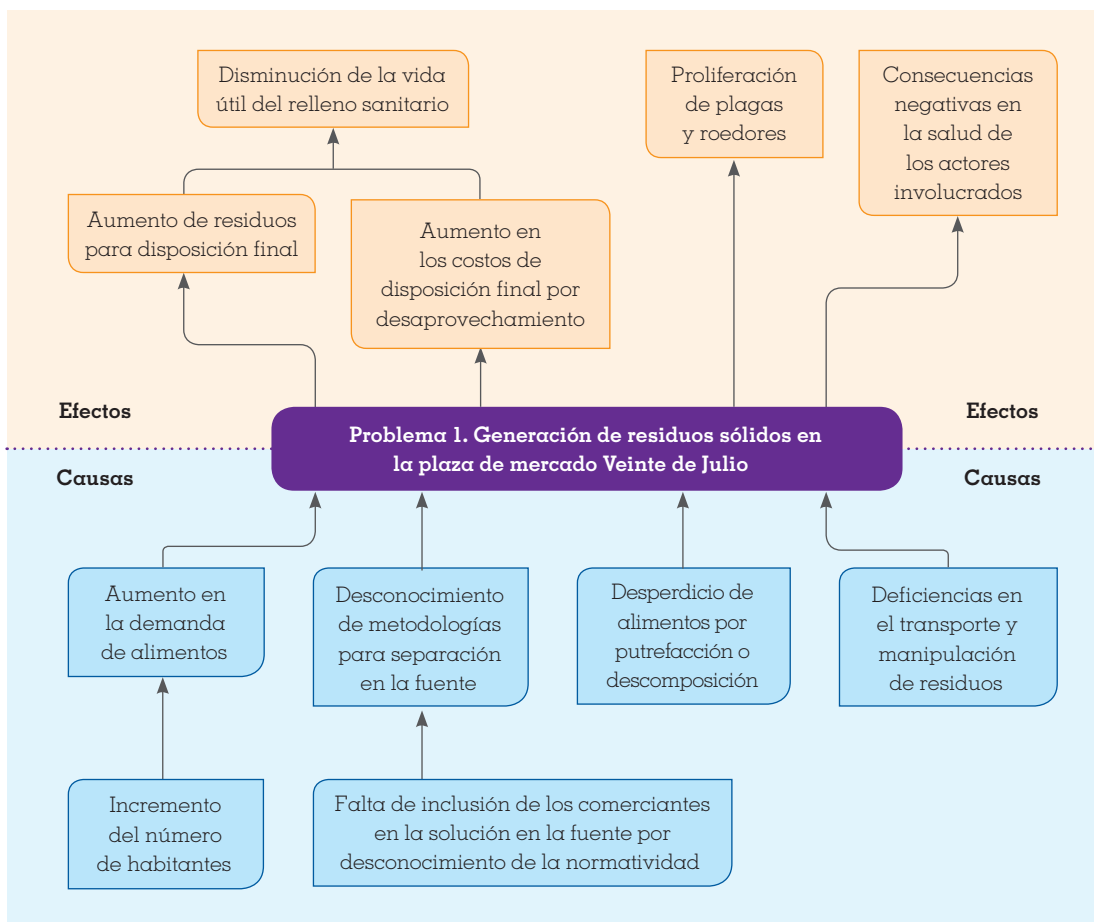 Disminución de la vida
útil del relleno sanitario
Proliferación
de plagas
y roedores
Consecuencias
negativas en
la salud de
los actores
involucrados
Aumento de residuos
para disposición final
Aumento en
los costos de
disposición final por
desaprovechamiento
Efectos
Efectos
Problema 1. Generación de residuos sólidos en
la plaza de mercado Veinte de Julio
Causas
Causas
Aumento en
la demanda
de alimentos
Desconocimiento
de metodologías
para separación
en la fuente
Desperdicio de
alimentos por
putrefacción o
descomposición
Deficiencias en
el transporte y
manipulación
de residuos
Incremento
del número
de habitantes
Falta de inclusión de los comerciantes
en la solución en la fuente por
desconocimiento de la normatividad